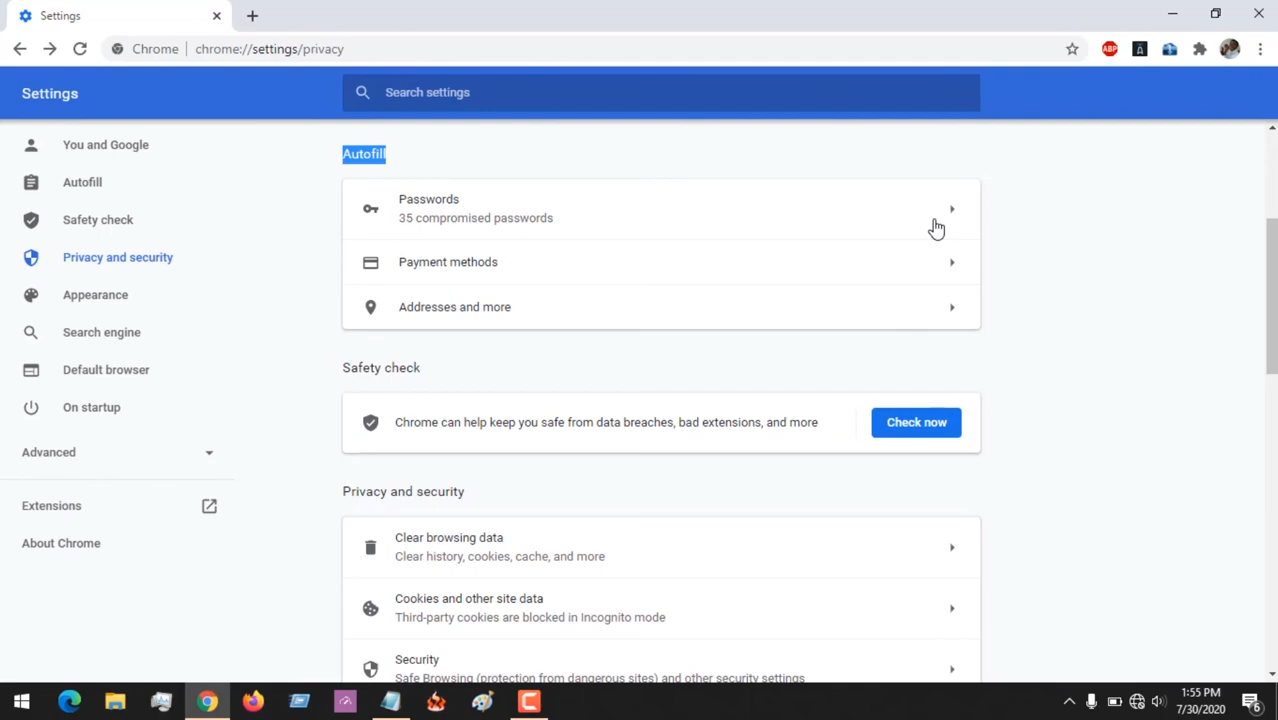 Settings
Chrome
chrome://settings/privacy
ABP
Settings
Search settings
You and Google
Autofill
Safety check
Privacy and security
Appearance
Search engine
Default browser
On startup
Advanced
Extensions
About Chrome
Autofill
Passwords
35 compromised passwords
Payment methods
Addresses and more
Safety check
Chrome can help keep you safe from data breaches, bad extensions, and more
Check now
Privacy and security
Clear browsing data
Clear history, cookies, cache, and more
Cookies and other site data
Third-party cookies are blocked in Incognito mode
Security
Safe Browsing (protection from dangerous sites) and other security settings
1:55 PM
7/30/2020
6